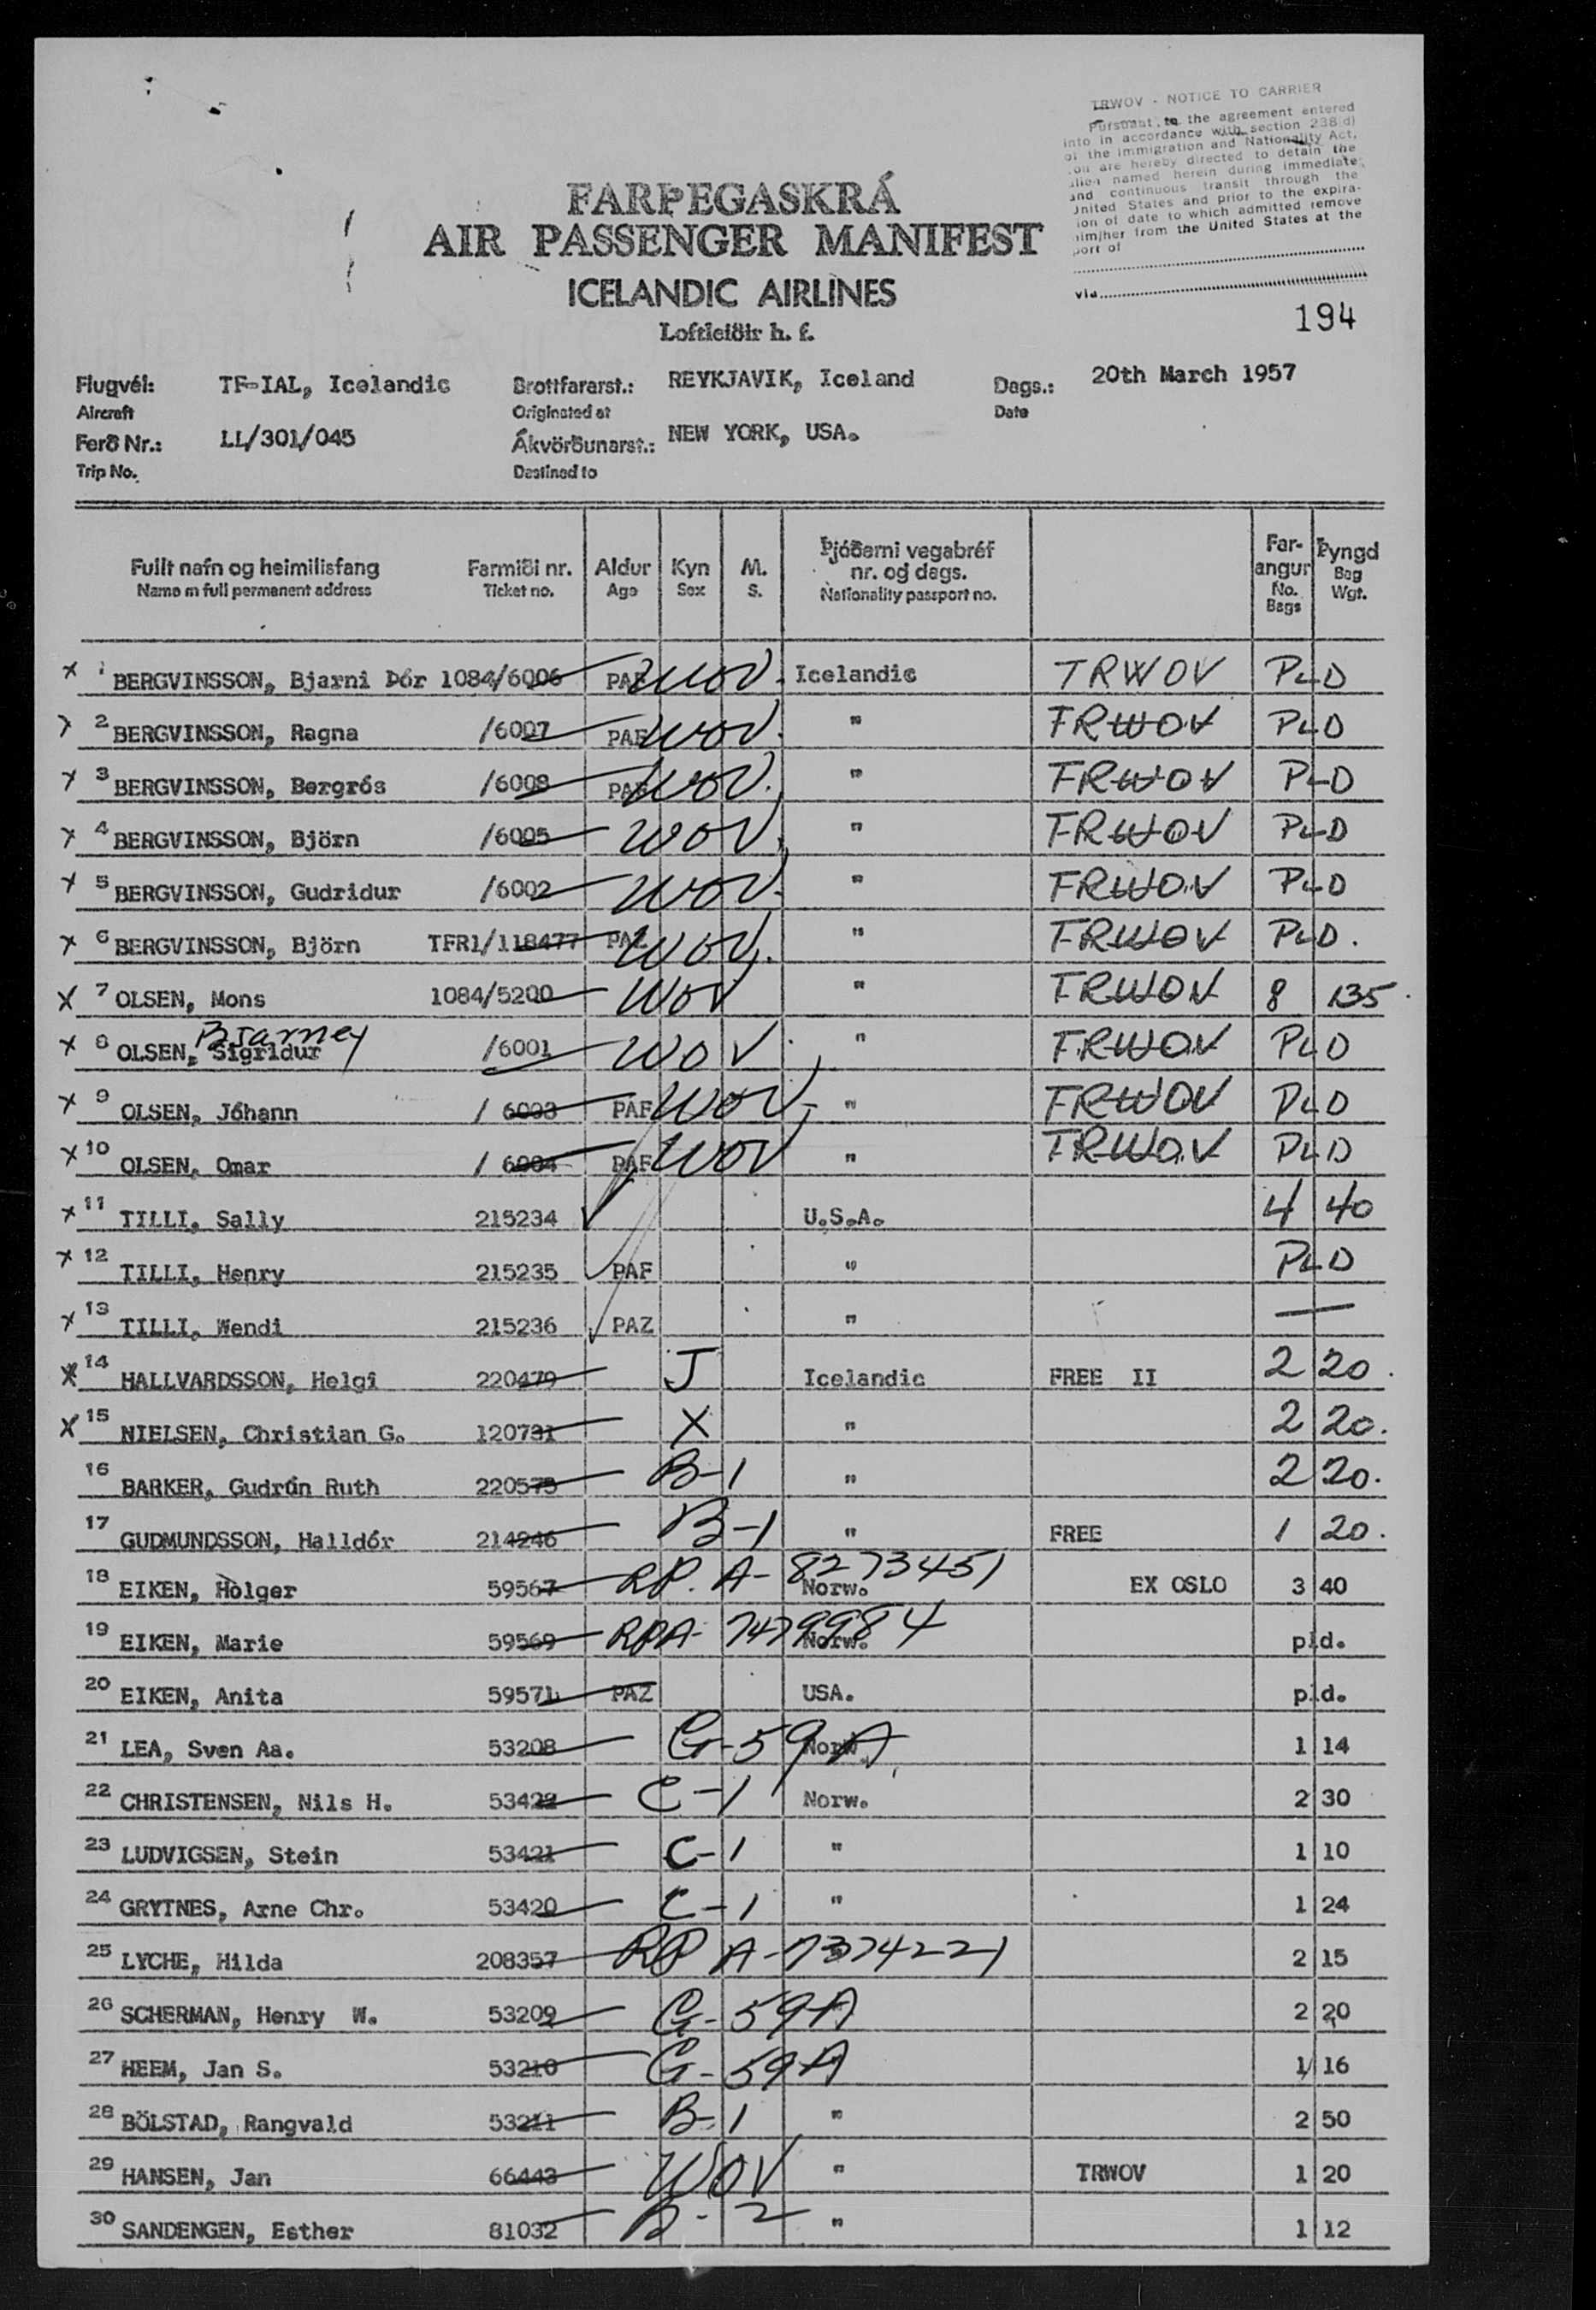 TRWOV - NOTICE TO CARRIER
Pursuant to the agreement entered
into in accordance with section 238(d)
of the Immigration and Nationality Act,
you are hereby directed to detain the
alien named herein during immediate
and continuous transit through the
United States and prior to the expira-
tion of date to which admitted remove
him/her from the United States at the
port of
via
194
FARÞEGASKRÁ
AIR PASSENGER MANIFEST
ICELANDIC AIRLINES
Loftleiðir h. f.
Flugvél: TF-IAL, Icelandic Brottfararst.: REYKJAVIK, Iceland Dags.: 20th March 1957
Aircraft Originated at Date
Ferð Nr.: LL/301/045 Ákvörðunarst.: NEW YORK, USA.
Trip No. Destined to
Fullt nafn og heimilisfang Farmiði nr. Aldur Kyn M. Þjóðerni vegabréf nr. og dags. Far-angur Þyngd
Name in full permanent address Ticket no. Age Sex S. Nationality passport no. No. Bags Bag Wgt.
x 1 BERGVINSSON, Bjarni Þór 1084/6006 PAF WOV. Icelandic TRWOV PLD
x 2 BERGVINSSON, Ragna /6007 PAF WOV. " TRWOV PLD
x 3 BERGVINSSON, Bergrós /6008 PAF WOV. " TRWOV PLD
x 4 BERGVINSSON, Björn /6005 WOV. " TRWOV PLD
x 5 BERGVINSSON, Gudridur /6002 WOV. " TRWOV PLD
x 6 BERGVINSSON, Björn TFR1/118477 PAZ WOV. " TRWOV PLD.
x 7 OLSEN, Mons 1084/5200 WOV " TRWOV 8 135.
Bjarney
x 8 OLSEN, Sigridur /6001 WOV " TRWOV PLD
x 9 OLSEN, Jóhann / 6003 PAF WOV " TRWOV PLD
x 10 OLSEN, Omar / 6004 PAF WOV " TRWOV PLD
x 11 TILLI, Sally 215234 U.S.A. 4 40
x 12 TILLI, Henry 215235 PAF " PLD
x 13 TILLI, Wendi 215236 PAZ " —
x 14 HALLVARDSSON, Helgi 220479 J Icelandic FREE II 2 20.
x 15 NIELSEN, Christian G. 120731 X " 2 20.
16 BARKER, Gudrún Ruth 220575 B-1 " 2 20.
17 GUDMUNDSSON, Halldór 214246 B-1 " FREE 1 20.
18 EIKEN, Holger 59567 RP. A-8273451 Norw. EX OSLO 3 40
19 EIKEN, Marie 59569 RPA-7479984 Norw. pld.
20 EIKEN, Anita 59571 PAZ USA. pld.
21 LEA, Sven Aa. 53208 G-59A Norw. 1 14
22 CHRISTENSEN, Nils H. 53422 C-1 Norw. 2 30
23 LUDVIGSEN, Stein 53421 C-1 " 1 10
24 GRYTNES, Arne Chr. 53420 C-1 " 1 24
25 LYCHE, Hilda 208357 RP A-7374221 2 15
26 SCHERMAN, Henry W. 53209 G-59A 2 20
27 HEEM, Jan S. 53210 G-59A 1 16
28 BÖLSTAD, Rangvald 53211 B-1 " 2 50
29 HANSEN, Jan 66443 WOV " TRWOV 1 20
30 SANDENGEN, Esther 81032 B-2 " 1 12